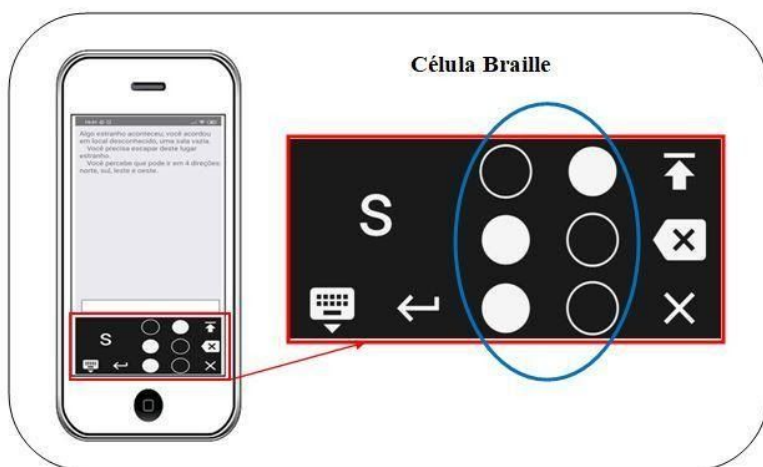 Célula Braille
Algo estranho aconteceu, você acordou
em local desconhecido, uma sala vazia.
Você precisa escapar deste lugar
estranho.
Você percebe que pode ir em 4 direções:
norte, sul, leste e oeste.
S
S